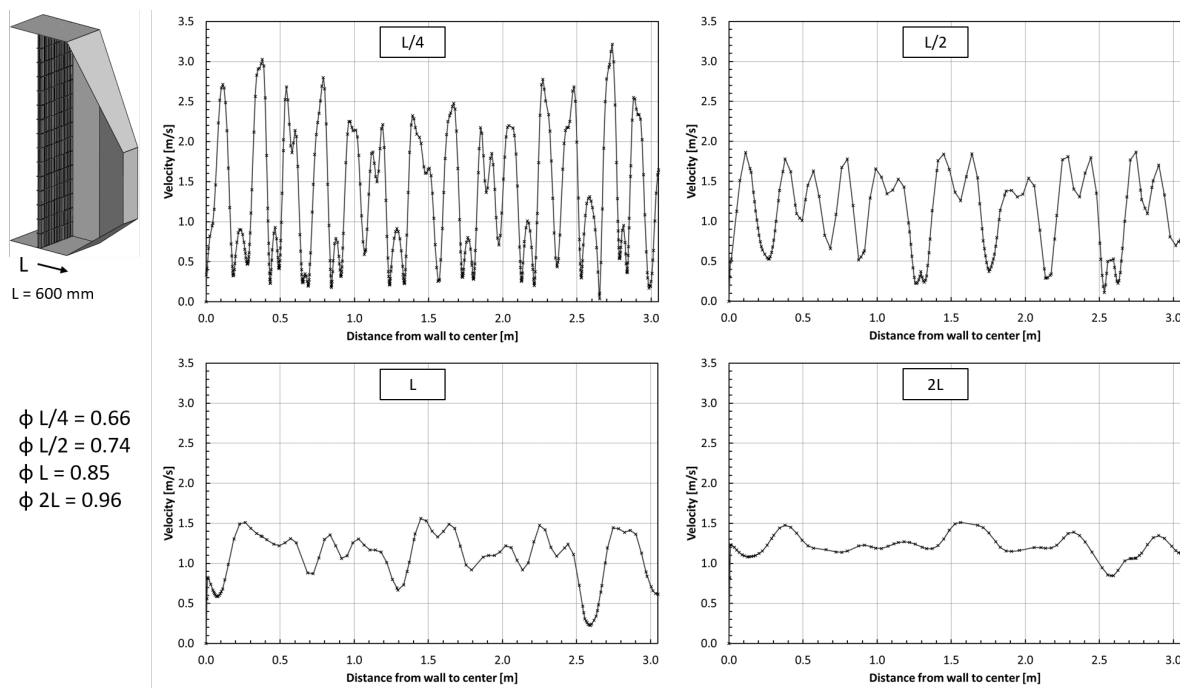 L
L = 600 mm
ϕ L/4 = 0.66
ϕ L/2 = 0.74
ϕ L = 0.85
ϕ 2L = 0.96
L/4
Velocity [m/s]
3.5
3.0
2.5
2.0
1.5
1.0
0.5
0.0
0.0 0.5 1.0 1.5 2.0 2.5 3.0
Distance from wall to center [m]
L/2
Velocity [m/s]
3.5
3.0
2.5
2.0
1.5
1.0
0.5
0.0
0.0 0.5 1.0 1.5 2.0 2.5 3.0
Distance from wall to center [m]
L
Velocity [m/s]
3.5
3.0
2.5
2.0
1.5
1.0
0.5
0.0
0.0 0.5 1.0 1.5 2.0 2.5 3.0
Distance from wall to center [m]
2L
Velocity [m/s]
3.5
3.0
2.5
2.0
1.5
1.0
0.5
0.0
0.0 0.5 1.0 1.5 2.0 2.5 3.0
Distance from wall to center [m]